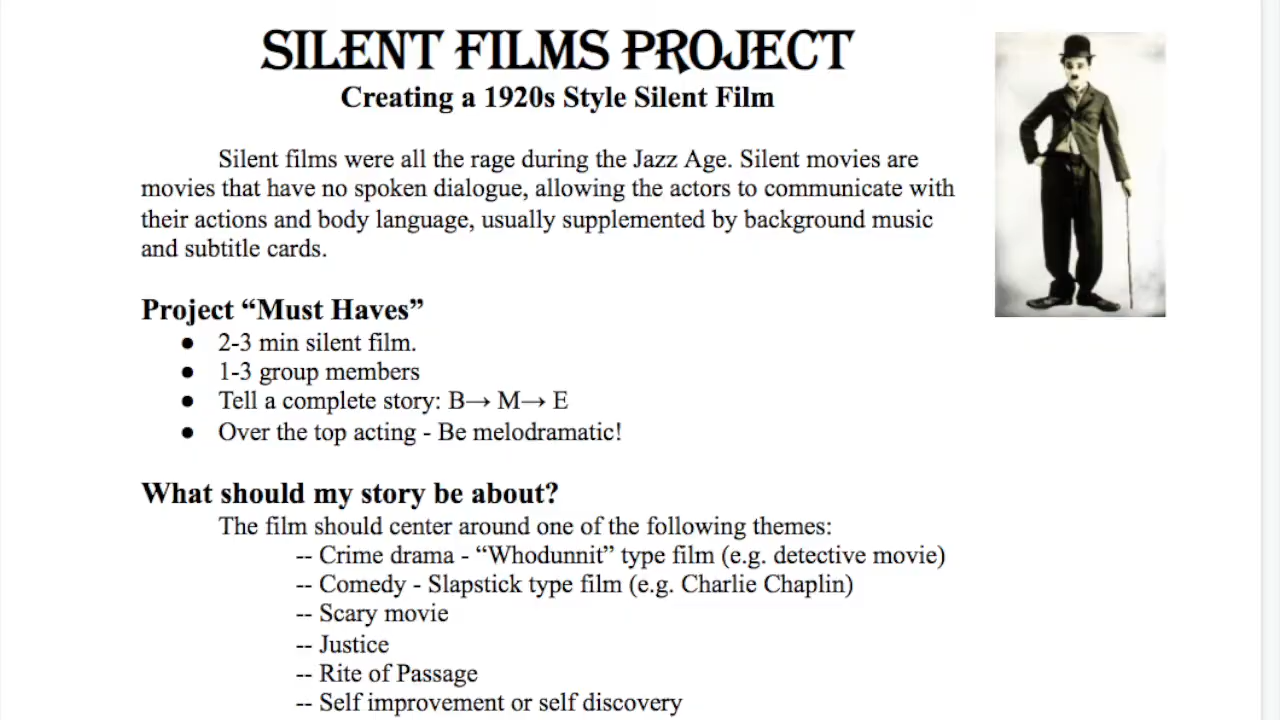 SILENT FILMS PROJECT
Creating a 1920s Style Silent Film
Silent films were all the rage during the Jazz Age. Silent movies are
movies that have no spoken dialogue, allowing the actors to communicate with
their actions and body language, usually supplemented by background music
and subtitle cards.
Project “Must Haves”
● 2-3 min silent film.
● 1-3 group members
● Tell a complete story: B→ M→ E
● Over the top acting - Be melodramatic!
What should my story be about?
The film should center around one of the following themes:
-- Crime drama - “Whodunnit” type film (e.g. detective movie)
-- Comedy - Slapstick type film (e.g. Charlie Chaplin)
-- Scary movie
-- Justice
-- Rite of Passage
-- Self improvement or self discovery